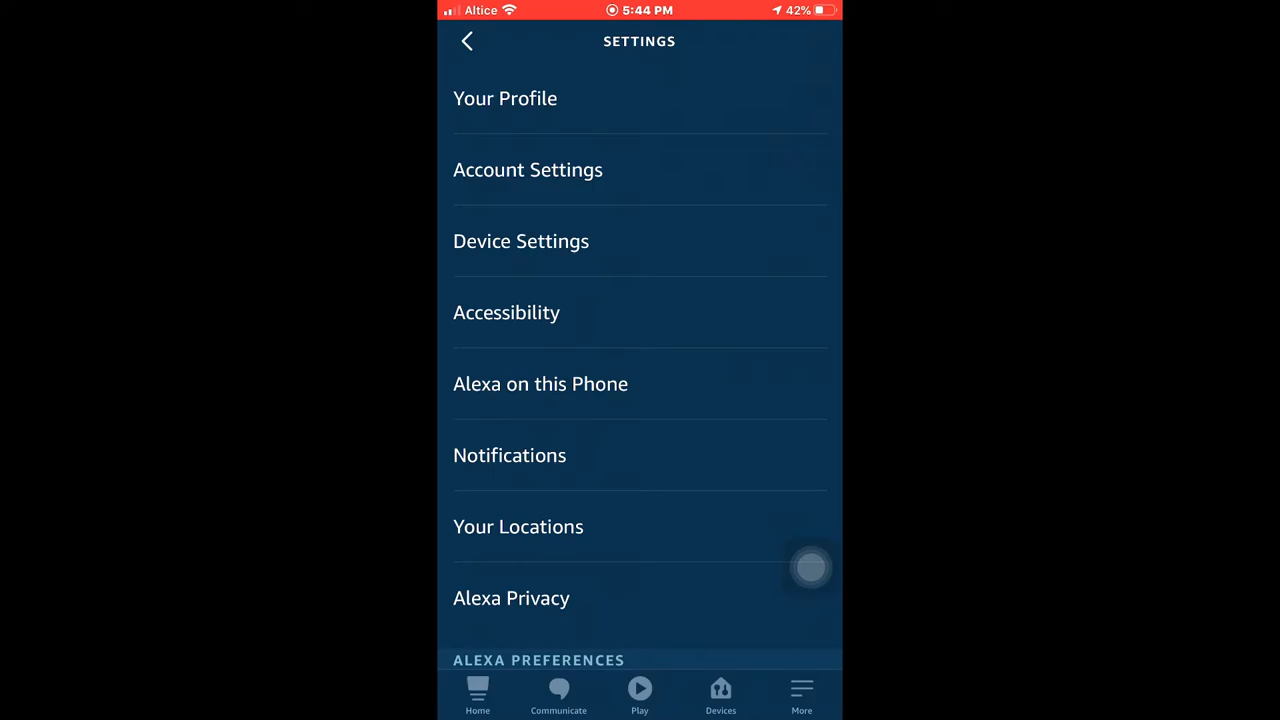 Altice 5:44 PM 42%
SETTINGS
Your Profile
Account Settings
Device Settings
Accessibility
Alexa on this Phone
Notifications
Your Locations
Alexa Privacy
ALEXA PREFERENCES
Home Communicate Play Devices More